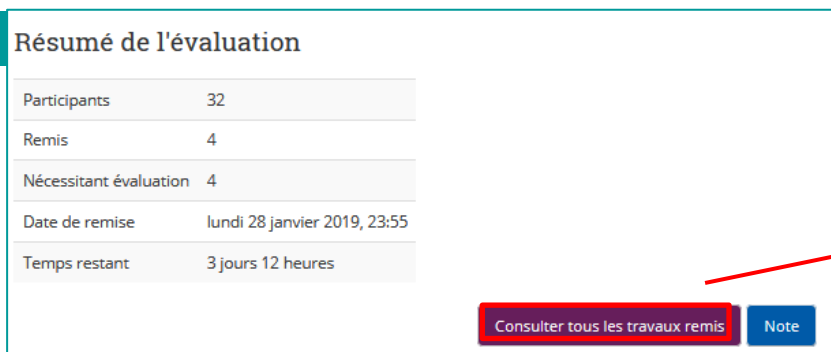 Résumé de l'évaluation
Participants 32
Remis 4
Nécessitant évaluation 4
Date de remise lundi 28 janvier 2019, 23:55
Temps restant 3 jours 12 heures
Consulter tous les travaux remis Note